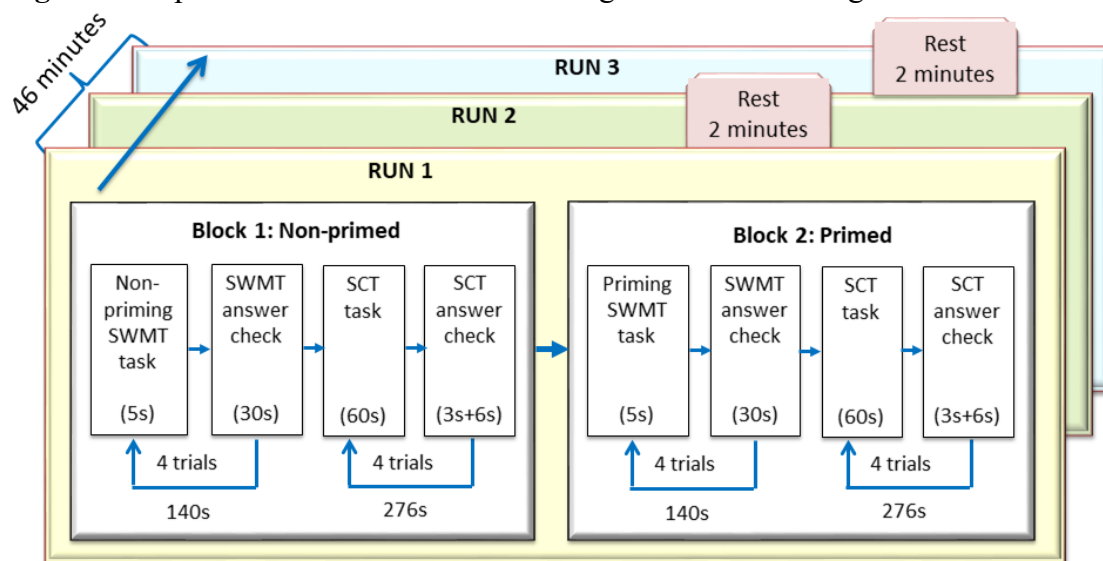 46 minutes
RUN 3
Rest
2 minutes
RUN 2
Rest
2 minutes
RUN 1
Block 1: Non-primed
Non-
priming
SWMT
task
(5s)
SWMT
answer
check
(30s)
SCT
task
(60s)
SCT
answer
check
(3s+6s)
4 trials
140s
4 trials
276s
Block 2: Primed
Priming
SWMT
task
(5s)
SWMT
answer
check
(30s)
SCT
task
(60s)
SCT
answer
check
(3s+6s)
4 trials
140s
4 trials
276s